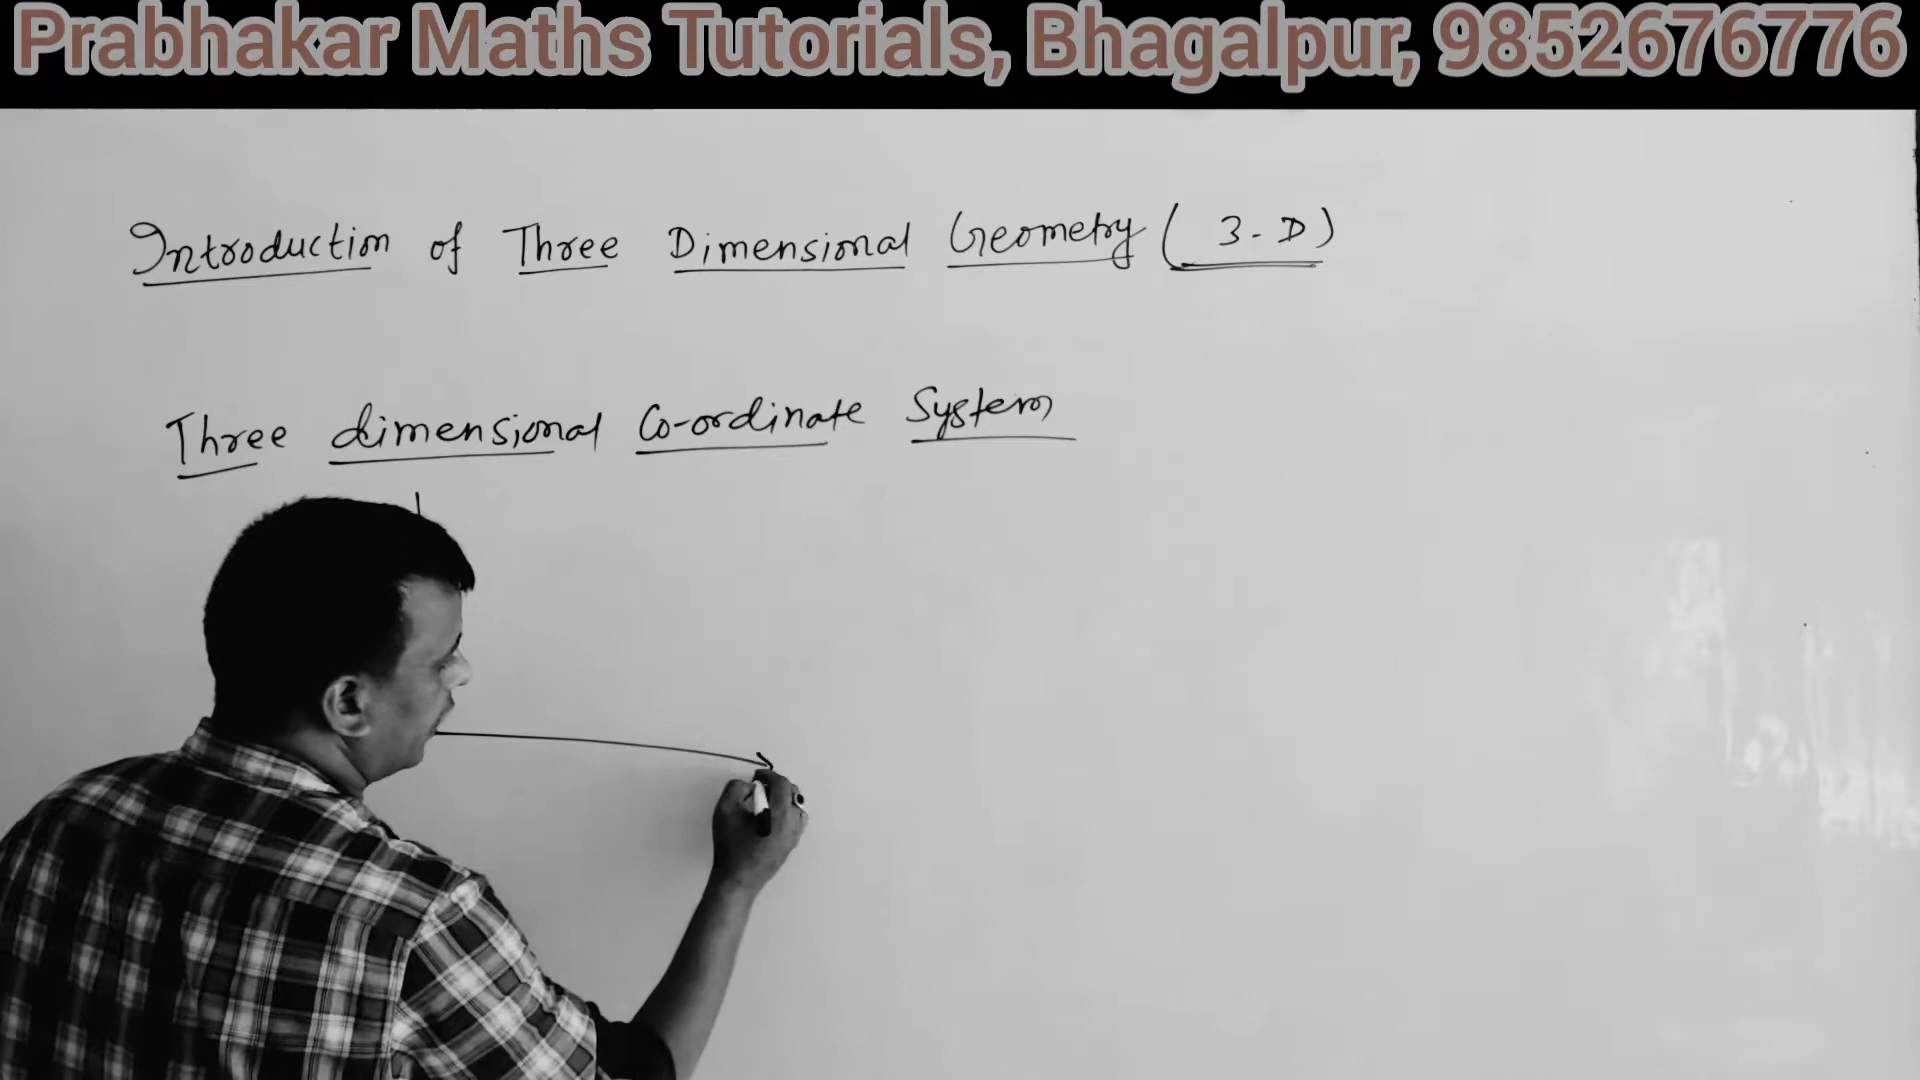 Prabhakar Maths Tutorials, Bhagalpur, 9852676776
Introduction of Three Dimensional Geometry (3-D)
Three dimensional Co-ordinate System